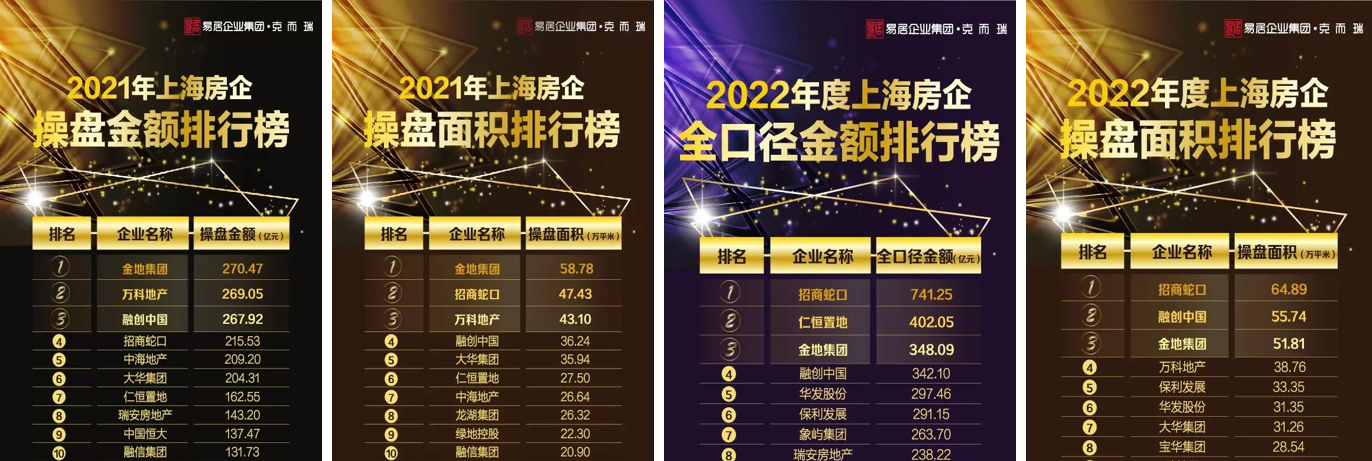 易居企业集团·克而瑞
2021年上海房企
操盘金额排行榜
排名 企业名称 操盘金额(亿元)
1 金地集团 270.47
2 万科地产 269.05
3 融创中国 267.92
4 招商蛇口 215.53
5 中海地产 209.20
6 大华集团 204.31
7 仁恒置地 162.55
8 瑞安房地产 143.20
9 中国恒大 137.47
10 融信集团 131.73
易居企业集团·克而瑞
2021年上海房企
操盘面积排行榜
排名 企业名称 操盘面积(万平米)
1 金地集团 58.78
2 招商蛇口 47.43
3 万科地产 43.10
4 融创中国 36.24
5 大华集团 35.94
6 仁恒置地 27.50
7 中海地产 26.64
8 龙湖集团 26.32
9 绿地控股 22.30
10 融信集团 20.90
易居企业集团·克而瑞
2022年度上海房企
全口径金额排行榜
排名 企业名称 全口径金额(亿元)
1 招商蛇口 741.25
2 仁恒置地 402.05
3 金地集团 348.09
4 融创中国 342.10
5 华发股份 297.46
6 保利发展 291.15
7 象屿集团 263.70
8 瑞安房地产 238.22
易居企业集团·克而瑞
2022年度上海房企
操盘面积排行榜
排名 企业名称 操盘面积(万平米)
1 招商蛇口 64.89
2 融创中国 55.74
3 金地集团 51.81
4 万科地产 38.76
5 保利发展 33.35
6 华发股份 31.35
7 大华集团 31.26
8 宝华集团 28.54